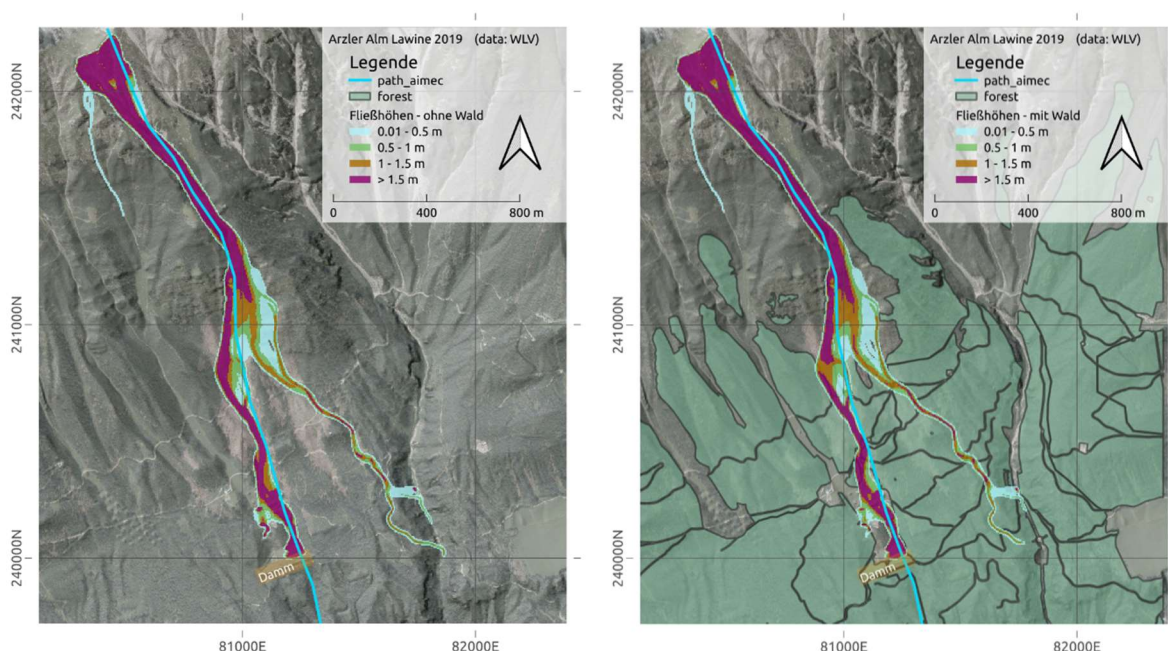 Arzler Alm Lawine 2019 (data: WLV)
Legende
path_aimec
forest
Fließhöhen - ohne Wald
0.01 - 0.5 m
0.5 - 1 m
1 - 1.5 m
> 1.5 m
0 400 800 m
242000N
241000N
240000N
Damm
81000E 82000E
Arzler Alm Lawine 2019 (data: WLV)
Legende
path_aimec
forest
Fließhöhen - mit Wald
0.01 - 0.5 m
0.5 - 1 m
1 - 1.5 m
> 1.5 m
0 400 800 m
242000N
241000N
240000N
Damm
81000E 82000E